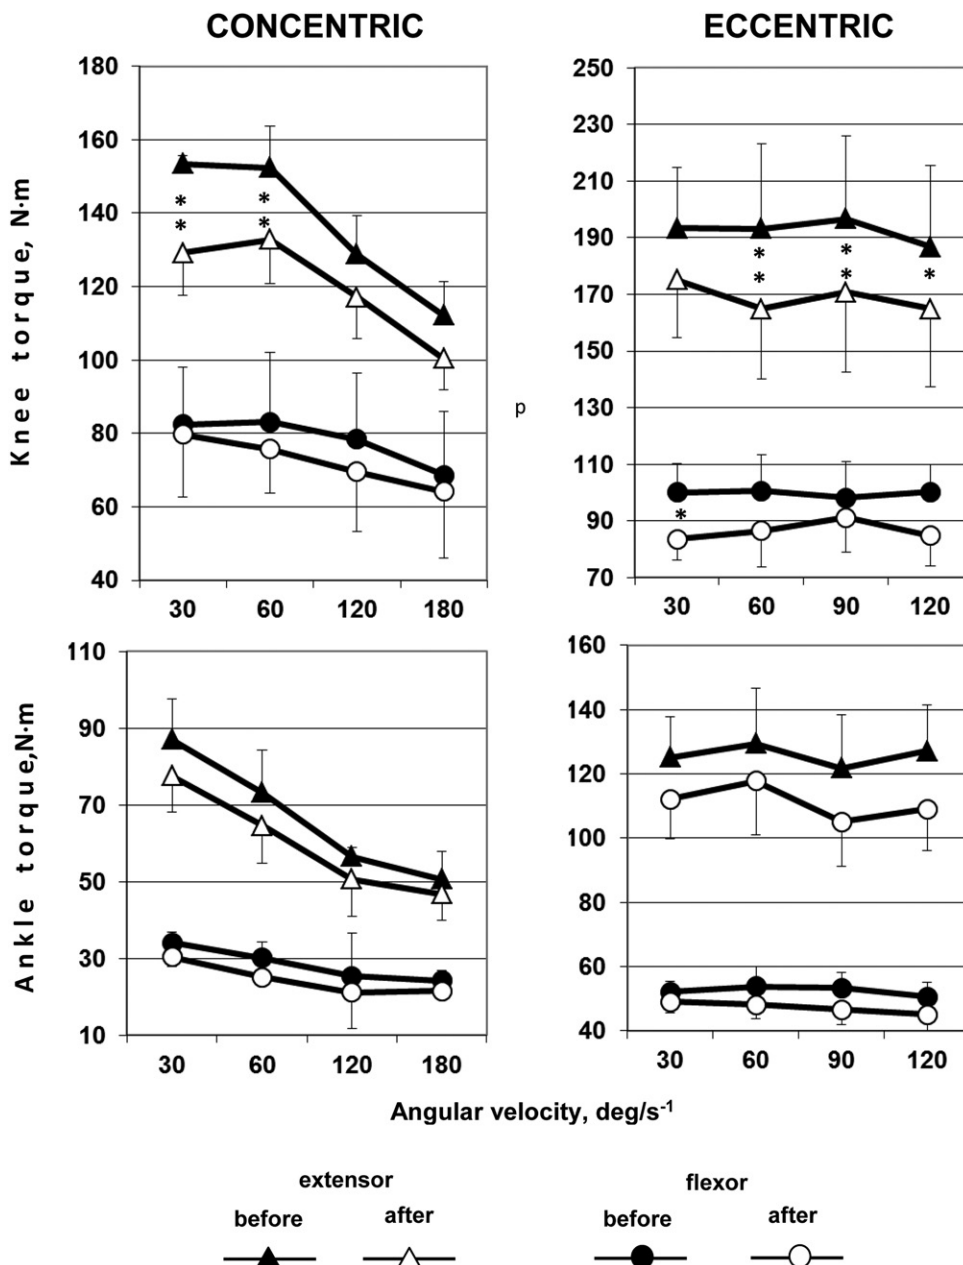 CONCENTRIC
ECCENTRIC
Knee torque, N·m
180
160
140
120
100
80
60
40
* *
* *
30 60 120 180
p
250
230
210
190
170
150
130
110
90
70
* *
* *
*
*
30 60 90 120
Ankle torque,N·m
110
90
70
50
30
10
30 60 120 180
160
140
120
100
80
60
40
30 60 90 120
Angular velocity, deg/s⁻¹
extensor
flexor
before after
before after